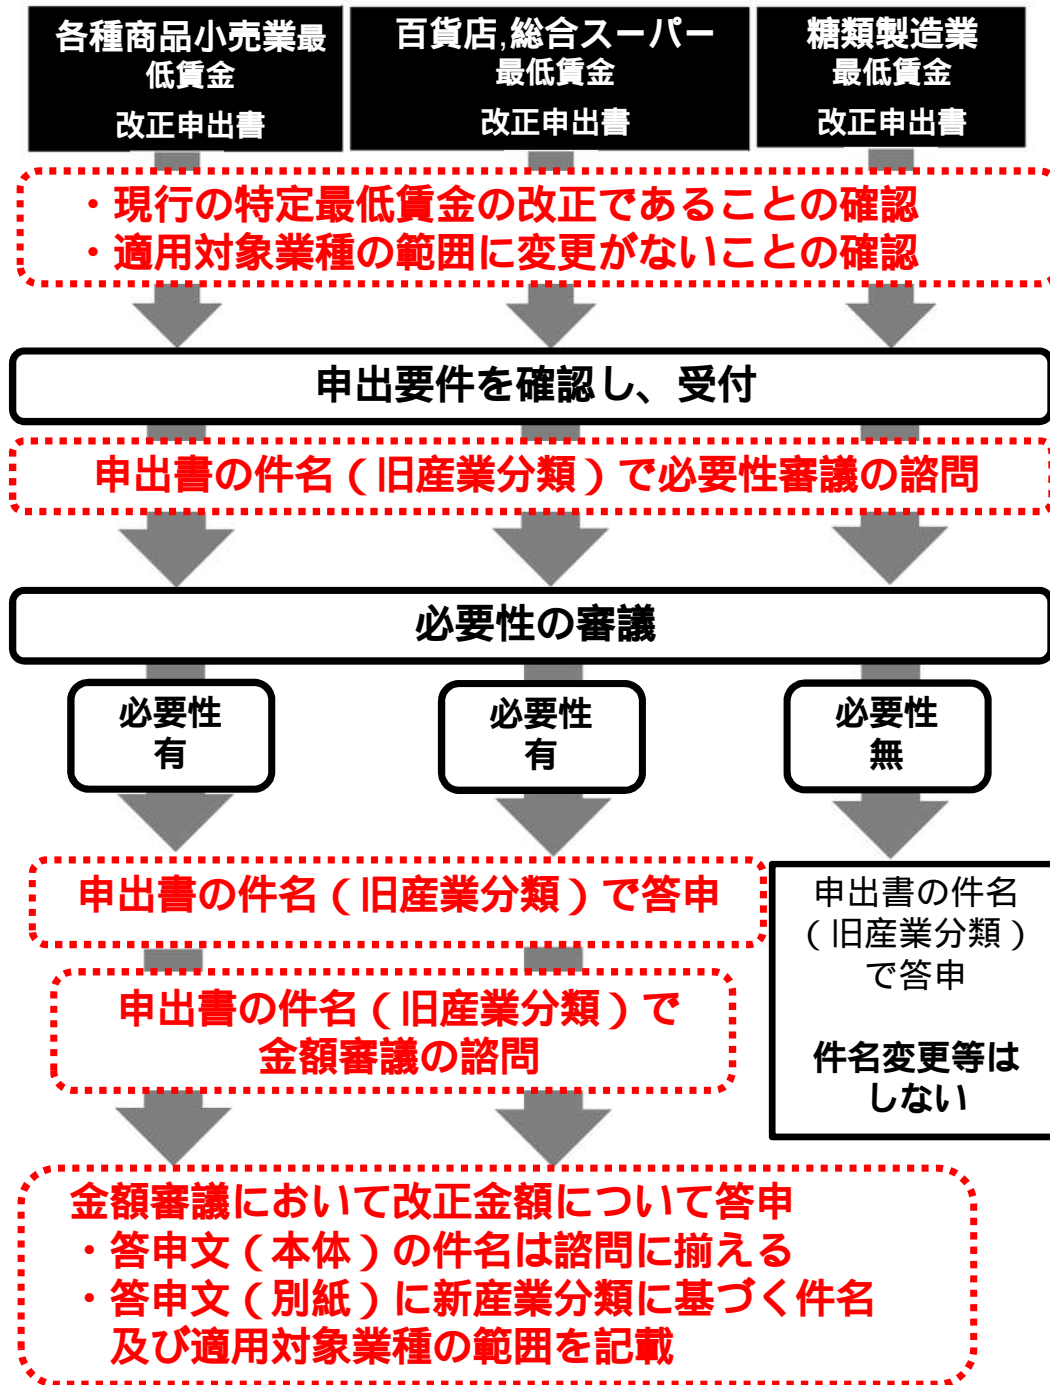 各種商品小売業最
低賃金
改正申出書
百貨店,総合スーパー
最低賃金
改正申出書
糖類製造業
最低賃金
改正申出書
・現行の特定最低賃金の改正であることの確認
・適用対象業種の範囲に変更がないことの確認
申出要件を確認し、受付
申出書の件名（旧産業分類）で必要性審議の諮問
必要性の審議
必要性
有
必要性
有
必要性
無
申出書の件名（旧産業分類）で答申
申出書の件名（旧産業分類）で
金額審議の諮問
申出書の件名
（旧産業分類）
で答申
件名変更等は
しない
金額審議において改正金額について答申
・答申文（本体）の件名は諮問に揃える
・答申文（別紙）に新産業分類に基づく件名
及び適用対象業種の範囲を記載